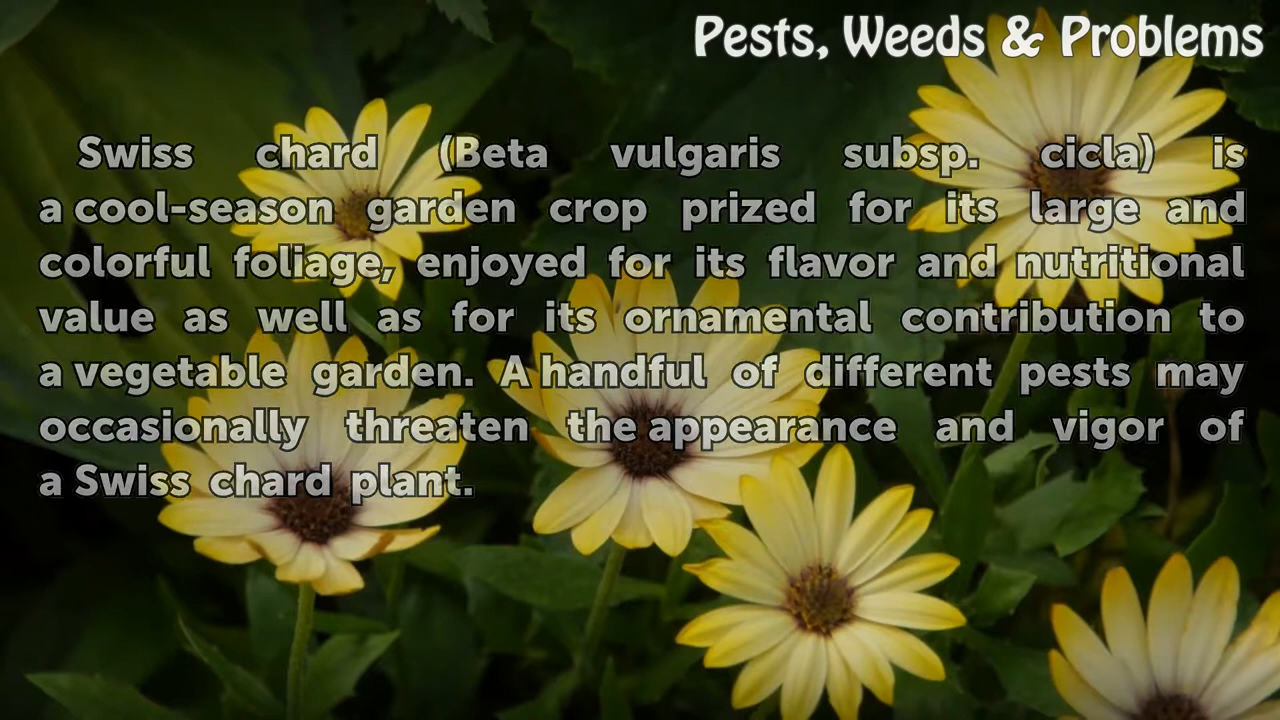 Pests, Weeds & Problems
Swiss chard (Beta vulgaris subsp. cicla) is
a cool-season garden crop prized for its large and
colorful foliage, enjoyed for its flavor and nutritional
value as well as for its ornamental contribution to
a vegetable garden. A handful of different pests may
occasionally threaten the appearance and vigor of
a Swiss chard plant.